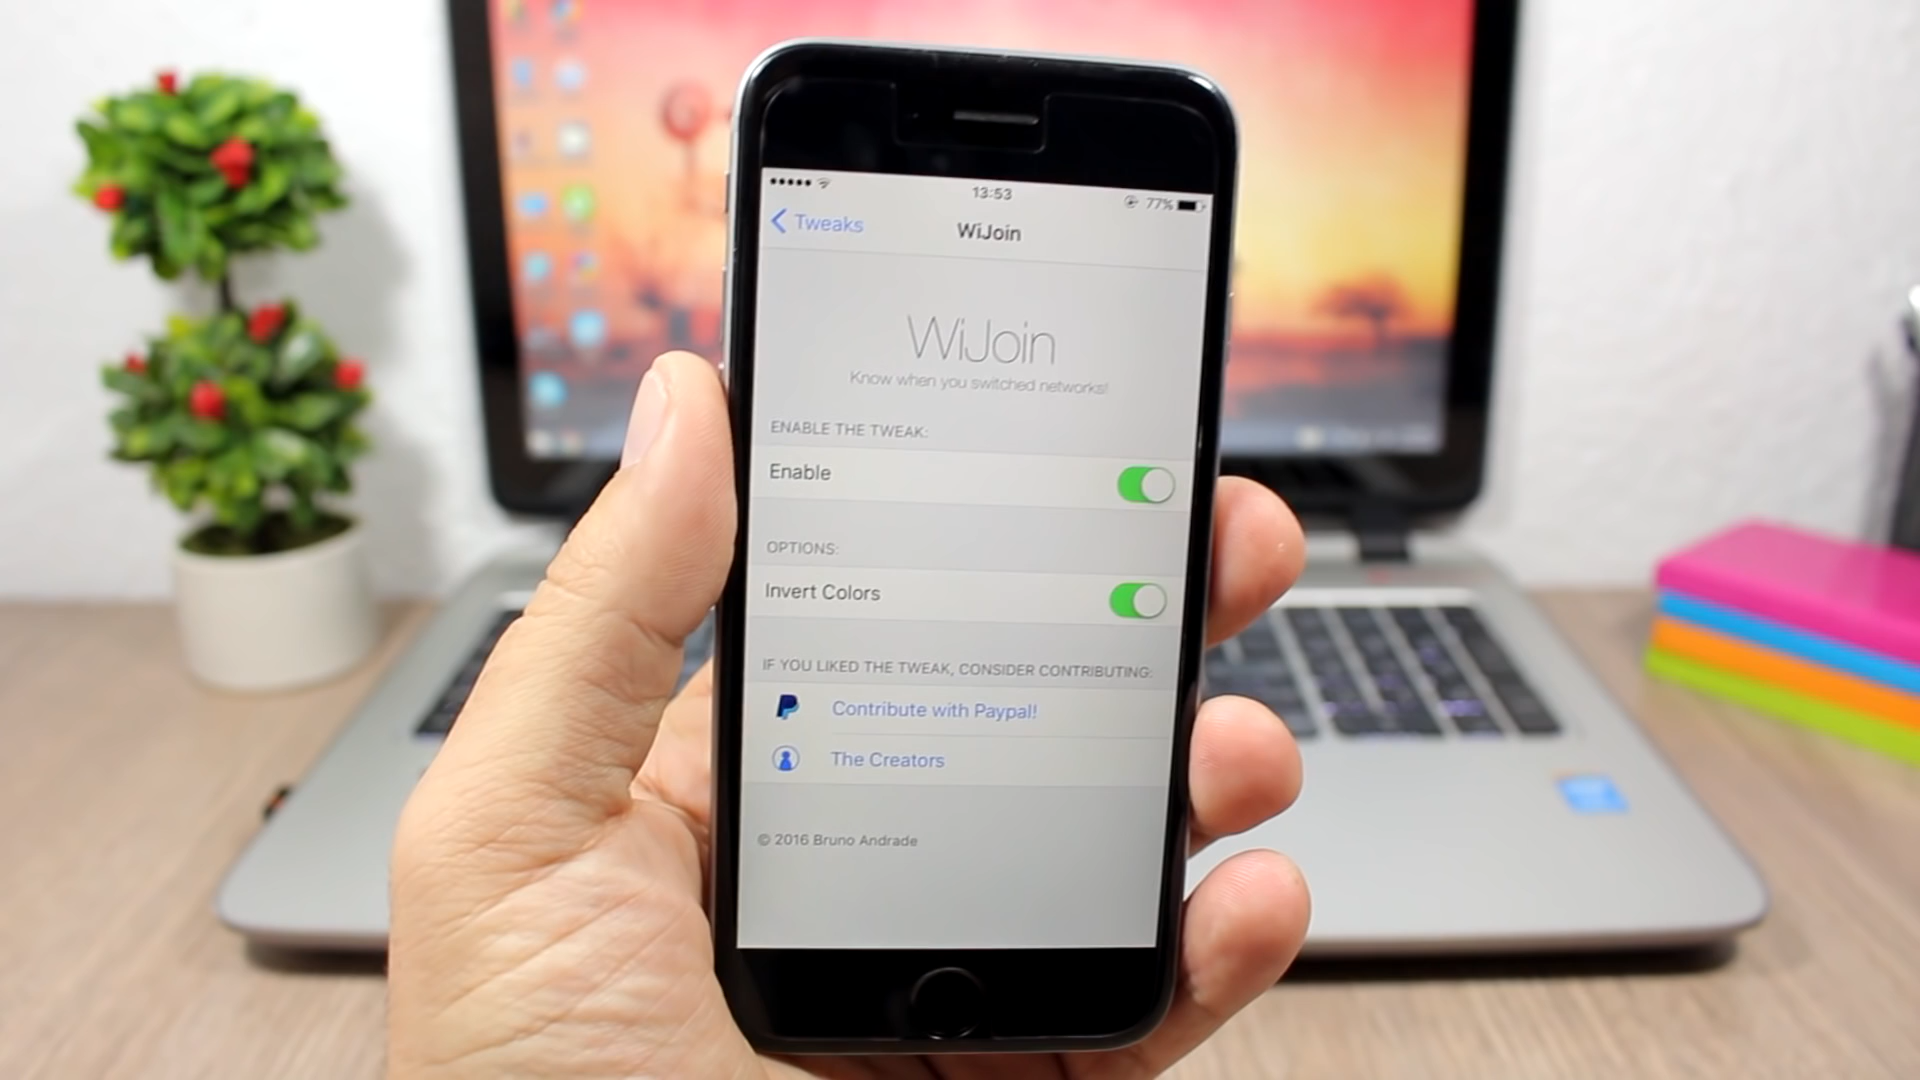 13:53
77%
Tweaks
WiJoin
WiJoin
Know when you switched networks!
ENABLE THE TWEAK:
Enable
OPTIONS:
Invert Colors
IF YOU LIKED THE TWEAK, CONSIDER CONTRIBUTING:
Contribute with Paypal!
The Creators
© 2016 Bruno Andrade